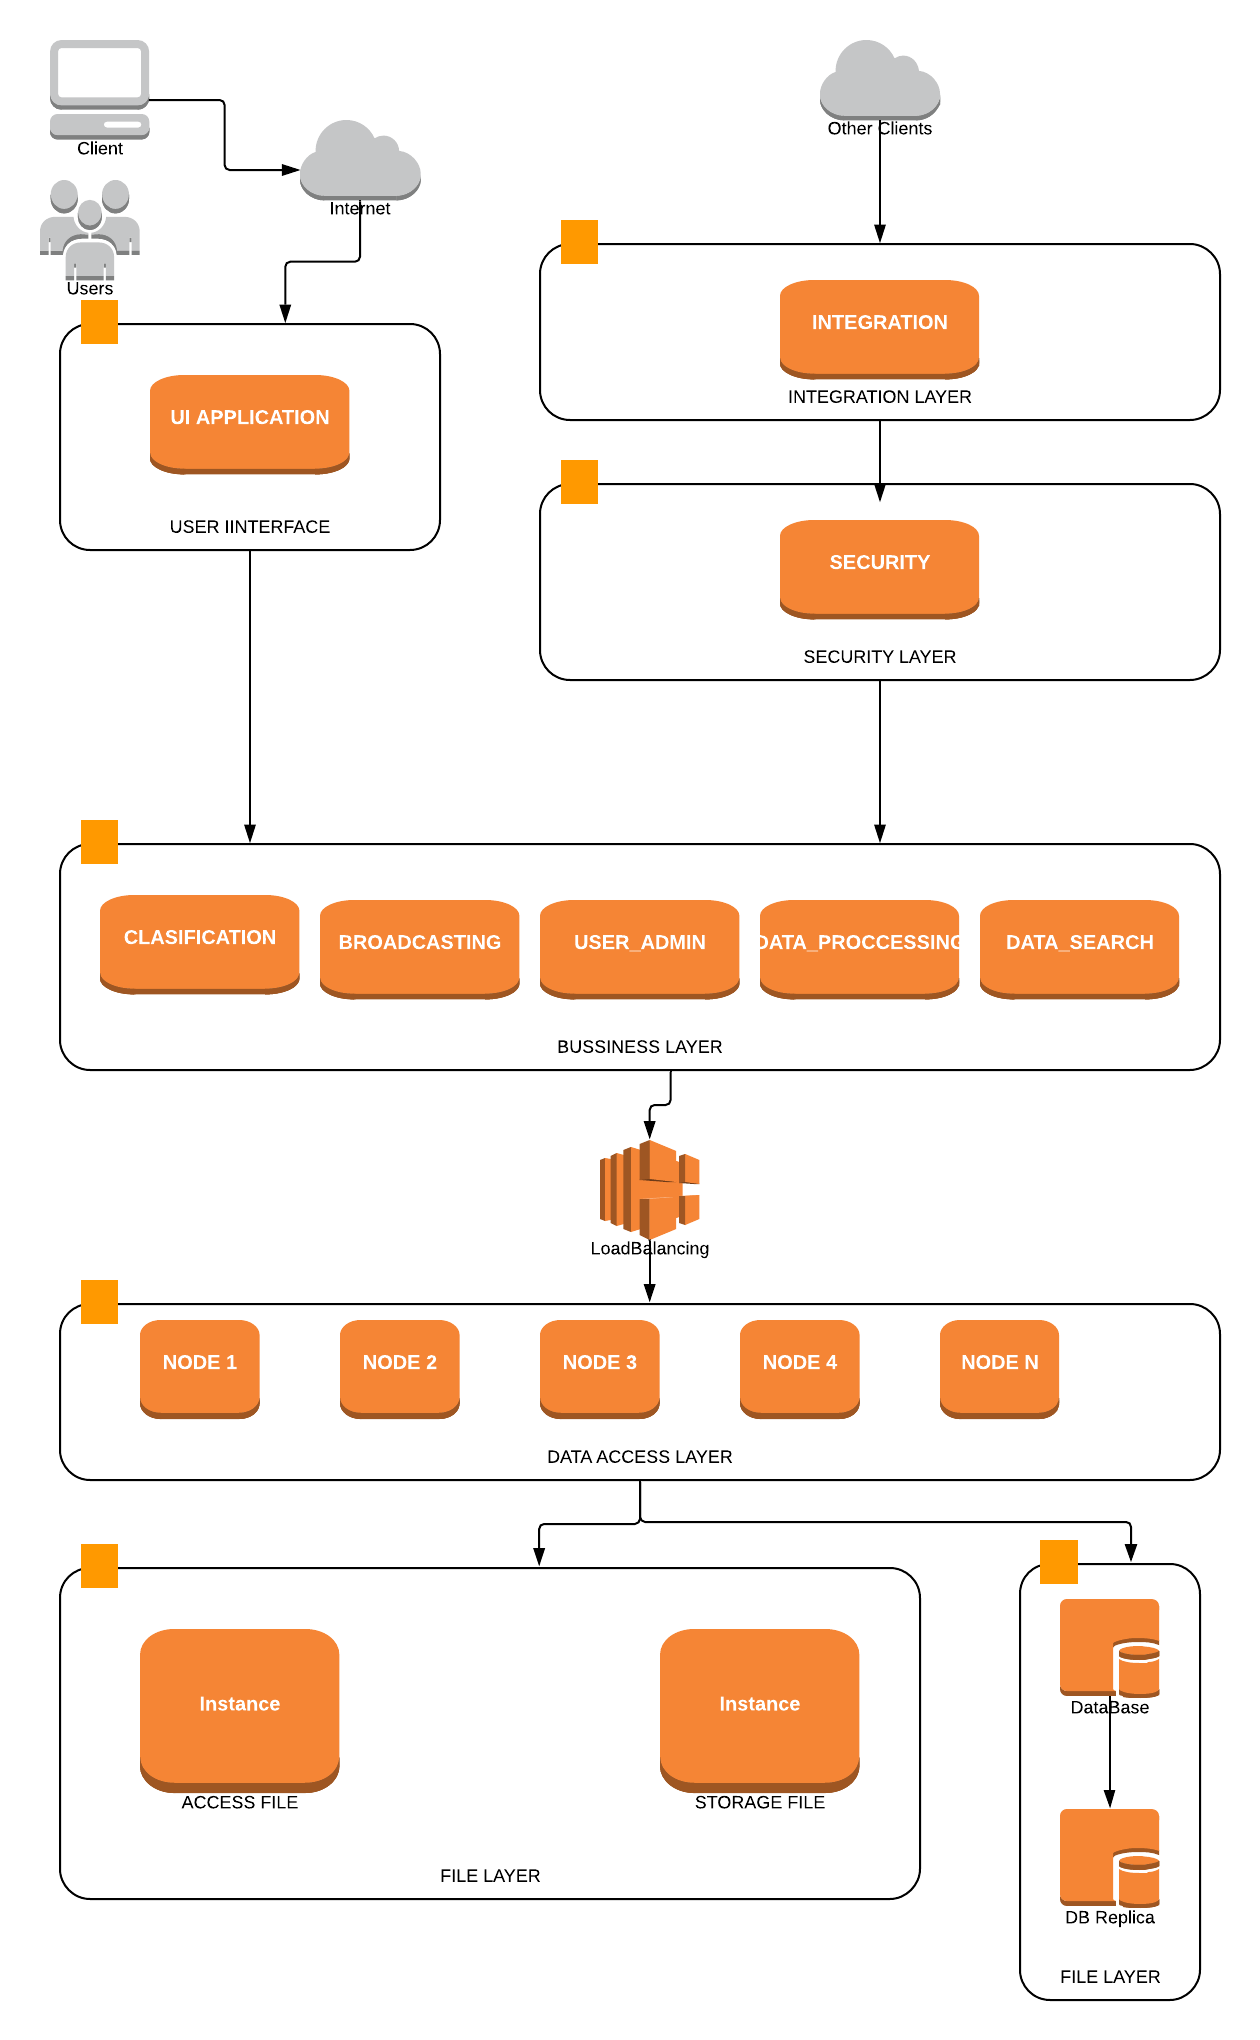 Client
Other Clients
Internet
Users
INTEGRATION
INTEGRATION LAYER
UI APPLICATION
USER IINTERFACE
SECURITY
SECURITY LAYER
CLASIFICATION
BROADCASTING
USER_ADMIN
DATA_PROCCESSING
DATA_SEARCH
BUSSINESS LAYER
LoadBalancing
NODE 1
NODE 2
NODE 3
NODE 4
NODE N
DATA ACCESS LAYER
Instance
ACCESS FILE
Instance
STORAGE FILE
FILE LAYER
DataBase
DB Replica
FILE LAYER